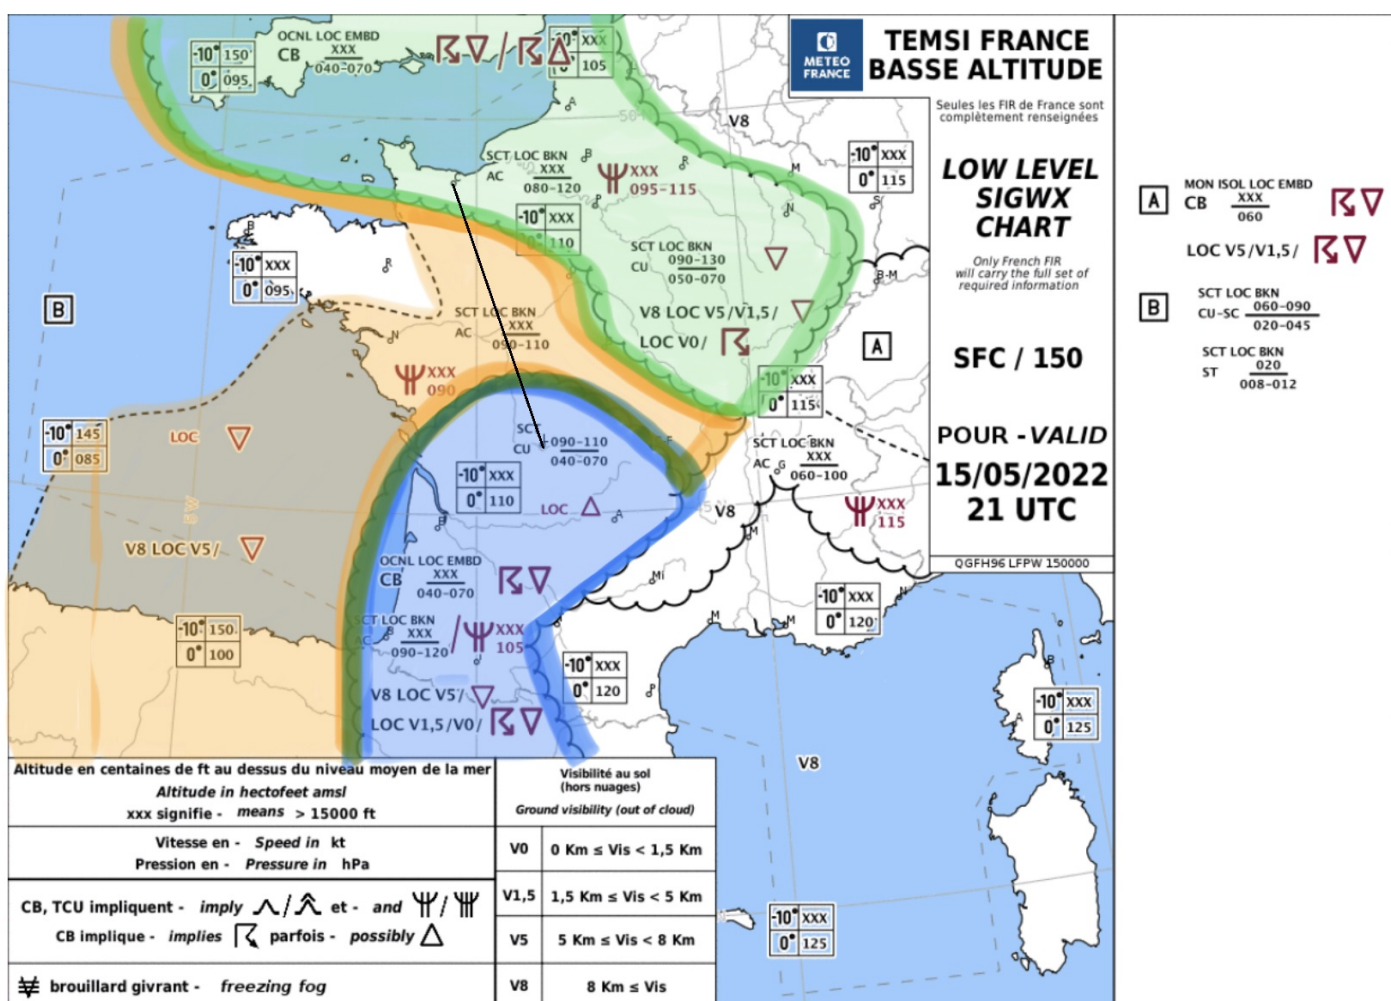 OCNL LOC EMBD
CB XXX
040-070
-10° 150
0° 095
-10° XXX
0° 105
METEO
FRANCE
TEMSI FRANCE
BASSE ALTITUDE
Seules les FIR de France sont
complètement renseignées
LOW LEVEL
SIGWX
CHART
Only French FIR
will carry the full set of
required information
SFC / 150
POUR - VALID
15/05/2022
21 UTC
QGFH96 LFPW 150000
A
MON ISOL LOC EMBD
CB XXX
060
LOC V5/V1,5/
B
SCT LOC BKN
CU-SC 060-090
020-045
SCT LOC BKN
ST 020
008-012
V8
A
C
B
R
M
N
S
P
B-M
-10° XXX
0° 115
SCT LOC BKN
AC XXX
080-120
XXX
095-115
-10° XXX
0° 110
SCT LOC BKN
CU 090-130
050-070
V8 LOC V5/V1,5/
LOC V0/
B
R
-10° XXX
0° 095
B
SCT LOC BKN
AC XXX
090-110
N
XXX
090
A
-10° XXX
0° 115
-10° 145
0° 085
LOC
SCT
CU 090-110
040-070
SCT LOC BKN
AC XXX
060-100
G
-10° XXX
0° 110
LOC
A
B
V8
XXX
115
M
V8 LOC V5/
OCNL LOC EMBD
CB XXX
040-070
Mi
-10° XXX
0° 120
N
M
M
-10° 150
0° 100
SCT LOC BKN
AC XXX
090-120
XXX
105
-10° XXX
0° 120
P
B
A
-10° XXX
0° 125
V8 LOC V5/
LOC V1,5/V0/
V8
-10° XXX
0° 125
Altitude en centaines de ft au dessus du niveau moyen de la mer
Altitude in hectofeet amsl
xxx signifie - means > 15000 ft
Vitesse en - Speed in kt
Pression en - Pressure in hPa
CB, TCU impliquent - imply / et - and /
CB implique - implies parfois - possibly
brouillard givrant - freezing fog
Visibilité au sol
(hors nuages)
Ground visibility (out of cloud)
V0 0 Km ≤ Vis < 1,5 Km
V1,5 1,5 Km ≤ Vis < 5 Km
V5 5 Km ≤ Vis < 8 Km
V8 8 Km ≤ Vis